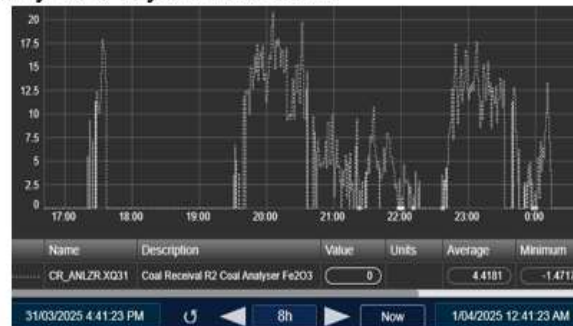 20
17.5
15
12.5
10
7.5
5
2.5
0
17:00 18:00 19:00 20:00 21:00 22:00 23:00 0:00
Name Description Value Units Average Minimum
CR_ANLZR.XQ31 Coal Receival R2 Coal Analyser Fe2O3 0 4.4181
31/03/2025 4:41:23 PM 8h Now 1/04/2025 12:41:23 AM